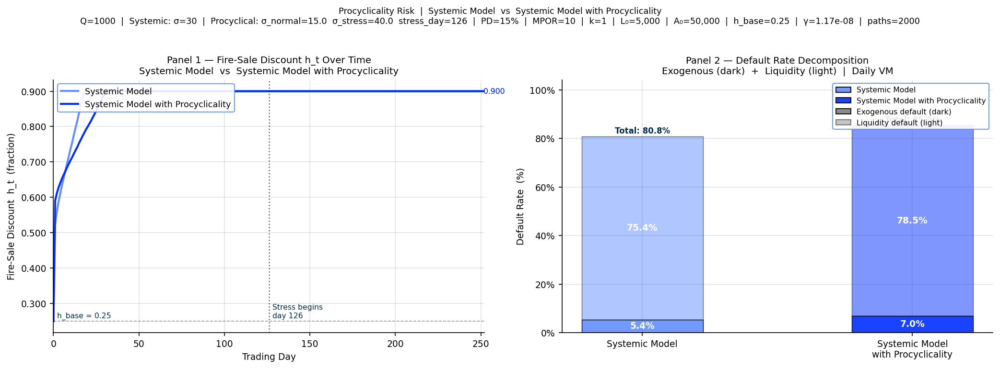 Procyclicality Risk  |  Systemic Model  vs  Systemic Model with Procyclicality
Q=1000  |  Systemic: σ=30  |  Procyclical: σ_normal=15.0  σ_stress=40.0  stress_day=126  |  PD=15%  |  MPOR=10  |  k=1  |  L₀=5,000  |  A₀=50,000  |  h_base=0.25  |  γ=1.17e-08  |  paths=2000
Panel 1 — Fire-Sale Discount h_t Over Time
Systemic Model  vs  Systemic Model with Procyclicality
Fire-Sale Discount  h_t  (fraction)
0.900
0.800
0.700
0.600
0.500
0.400
0.300
Systemic Model
Systemic Model with Procyclicality
0.900
Stress begins
day 126
h_base = 0.25
0
50
100
150
200
250
Trading Day
Panel 2 — Default Rate Decomposition
Exogenous (dark)  +  Liquidity (light)  |  Daily VM
Default Rate  (%)
100%
80%
60%
40%
20%
0%
Systemic Model
Systemic Model with Procyclicality
Exogenous default (dark)
Liquidity default (light)
Total: 85.5%
Total: 80.8%
75.4%
78.5%
5.4%
7.0%
Systemic Model
Systemic Model
with Procyclicality